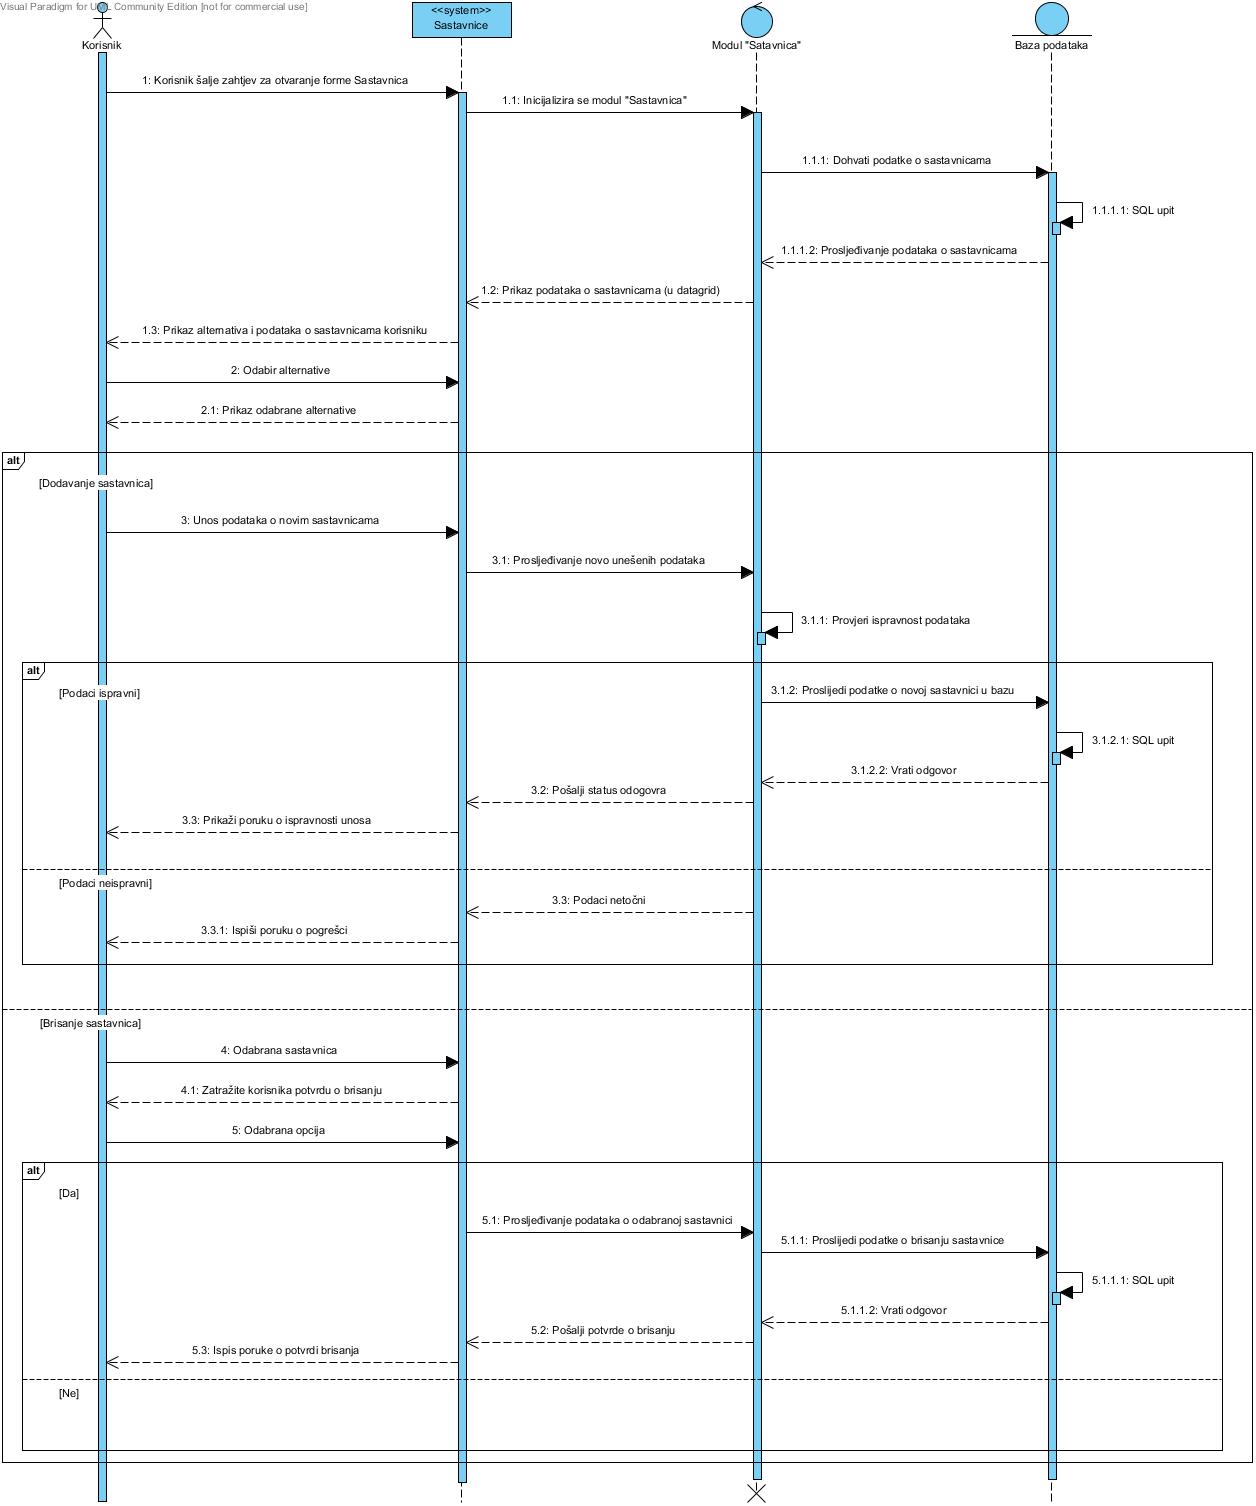 Visual Paradigm for UML Community Edition [not for commercial use]
<<system>>
Sastavnice
Korisnik
Modul "Satavnica"
Baza podataka
1: Korisnik šalje zahtjev za otvaranje forme Sastavnica
1.1: Inicijalizira se modul "Sastavnica"
1.1.1: Dohvati podatke o sastavnicama
1.1.1.1: SQL upit
1.1.1.2: Prosljeđivanje podataka o sastavnicama
1.2: Prikaz podataka o sastavnicama (u datagrid)
1.3: Prikaz alternativa i podataka o sastavnicama korisniku
2: Odabir alternative
2.1: Prikaz odabrane alternative
alt
[Dodavanje sastavnica]
3: Unos podataka o novim sastavnicama
3.1: Prosljeđivanje novo unešenih podataka
3.1.1: Provjeri ispravnost podataka
alt
[Podaci ispravni]
3.1.2: Proslijedi podatke o novoj sastavnici u bazu
3.1.2.1: SQL upit
3.1.2.2: Vrati odgovor
3.2: Pošalji status odogovra
3.3: Prikaži poruku o ispravnosti unosa
[Podaci neispravni]
3.3: Podaci netočni
3.3.1: Ispiši poruku o pogrešci
[Brisanje sastavnica]
4: Odabrana sastavnica
4.1: Zatražite korisnika potvrdu o brisanju
5: Odabrana opcija
alt
[Da]
5.1: Prosljeđivanje podataka o odabranoj sastavnici
5.1.1: Proslijedi podatke o brisanju sastavnice
5.1.1.1: SQL upit
5.1.1.2: Vrati odgovor
5.2: Pošalji potvrde o brisanju
5.3: Ispis poruke o potvrdi brisanja
[Ne]